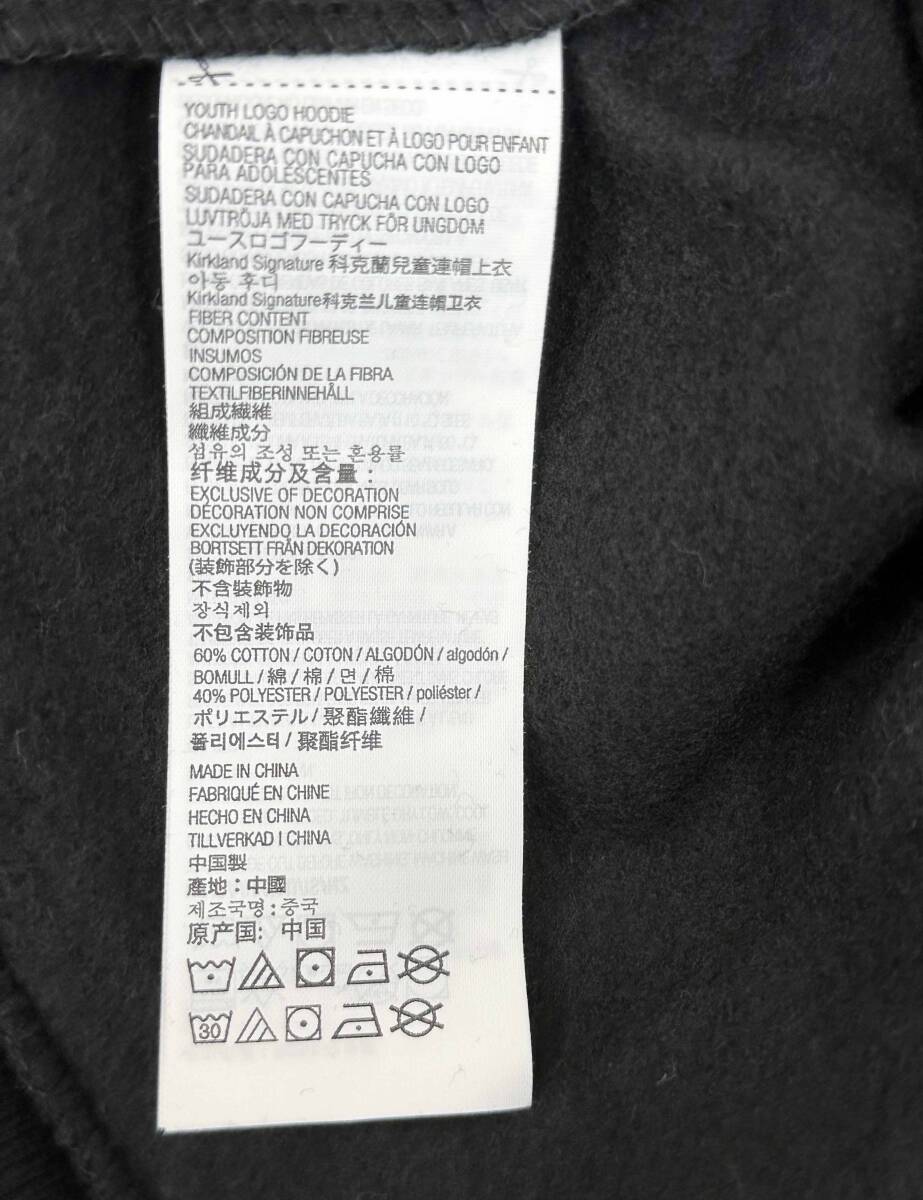 YOUTH LOGO HOODIE
CHANDAIL À CAPUCHON ET À LOGO POUR ENFANT
SUDADERA CON CAPUCHA CON LOGO
PARA ADOLESCENTES
SUDADERA CON CAPUCHA CON LOGO
LUVTRÖJA MED TRYCK FÖR UNGDOM
ユースロゴフーディー
Kirkland Signature 科克蘭兒童連帽上衣
아동 후디
Kirkland Signature科克兰儿童连帽卫衣
FIBER CONTENT
COMPOSITION FIBREUSE
INSUMOS
COMPOSICIÓN DE LA FIBRA
TEXTILFIBERINNEHÅLL
組成繊維
纖維成分
섬유의 조성 또는 혼용률
纤维成分及含量：
EXCLUSIVE OF DECORATION
DÉCORATION NON COMPRISE
EXCLUYENDO LA DECORACIÓN
BORTSETT FRÅN DEKORATION
(装飾部分を除く)
不含裝飾物
장식제외
不包含装饰品
60% COTTON / COTON / ALGODÓN / algodón /
BOMULL / 綿 / 棉 / 면 / 棉
40% POLYESTER / POLYESTER / poliéster /
ポリエステル / 聚酯纖維 /
폴리에스터 / 聚酯纤维
MADE IN CHINA
FABRIQUÉ EN CHINE
HECHO EN CHINA
TILLVERKAD I CHINA
中国製
產地：中國
제조국명 : 중국
原产国: 中国
30